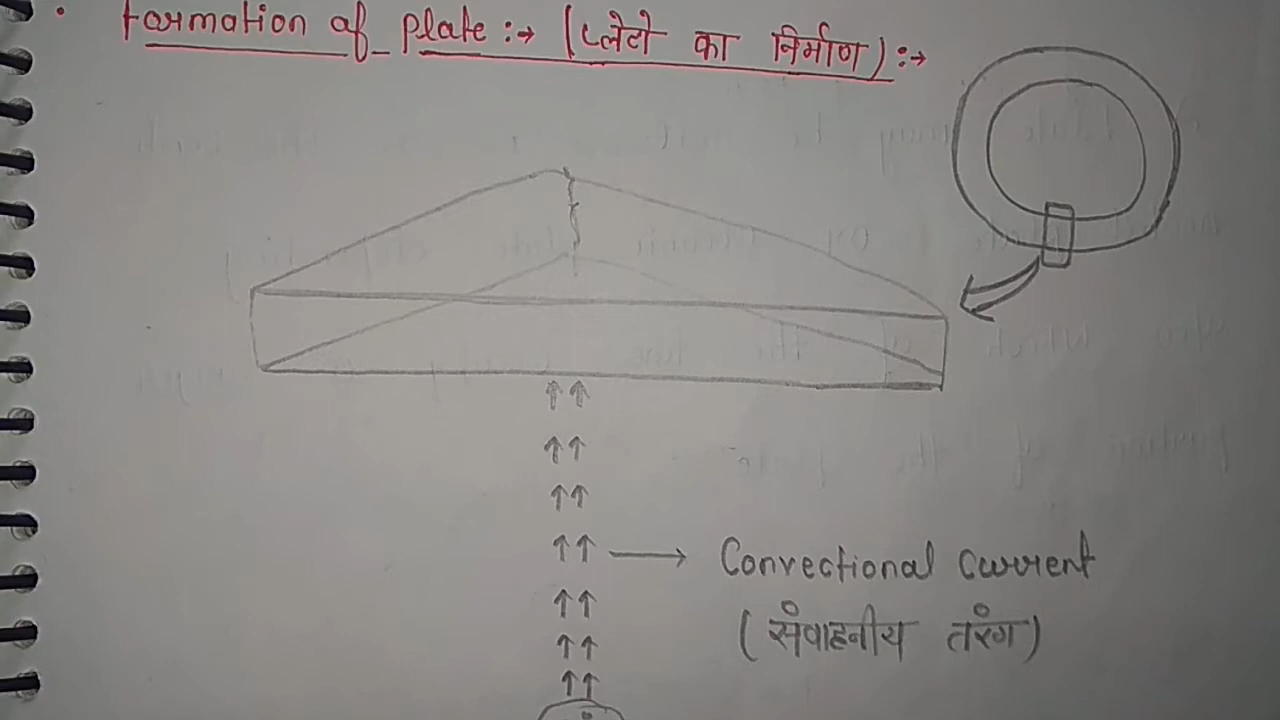 • Formation of plate :→ (प्लेटो का निर्माण) :→
Convectional Current
(संवाहनीय तरंग)